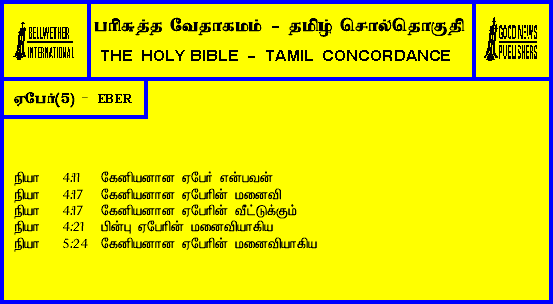 BELLWETHER
INTERNATIONAL
பரிசுத்த வேதாகமம் - தமிழ் சொல்தொகுதி
THE HOLY BIBLE - TAMIL CONCORDANCE
GOOD NEWS
PUBLISHERS
ஏபேர்(5) - EBER
நியா 4:11 கேனியனான ஏபேர் என்பவன்
நியா 4:17 கேனியனான ஏபேரின் மனைவி
நியா 4:17 கேனியனான ஏபேரின் வீட்டுக்கும்
நியா 4:21 பின்பு ஏபேரின் மனைவியாகிய
நியா 5:24 கேனியனான ஏபேரின் மனைவியாகிய